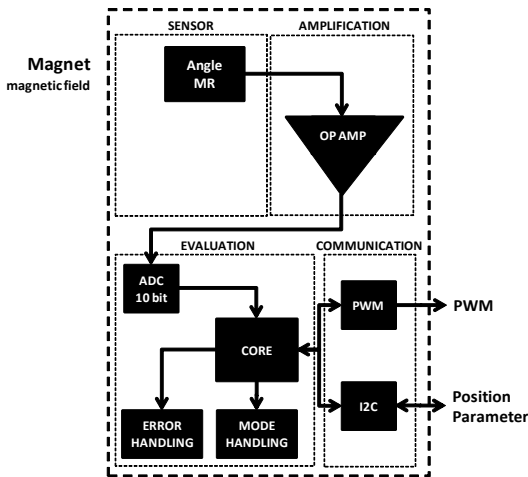 SENSOR
AMPLIFICATION
Magnet
magnetic field
Angle
MR
OP AMP
EVALUATION
COMMUNICATION
ADC
10 bit
PWM
PWM
CORE
I2C
Position
Parameter
ERROR
HANDLING
MODE
HANDLING